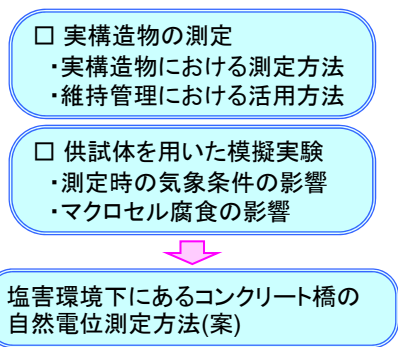 □ 実構造物の測定
・実構造物における測定方法
・維持管理における活用方法
□ 供試体を用いた模擬実験
・測定時の気象条件の影響
・マクロセル腐食の影響
塩害環境下にあるコンクリート橋の
自然電位測定方法(案)